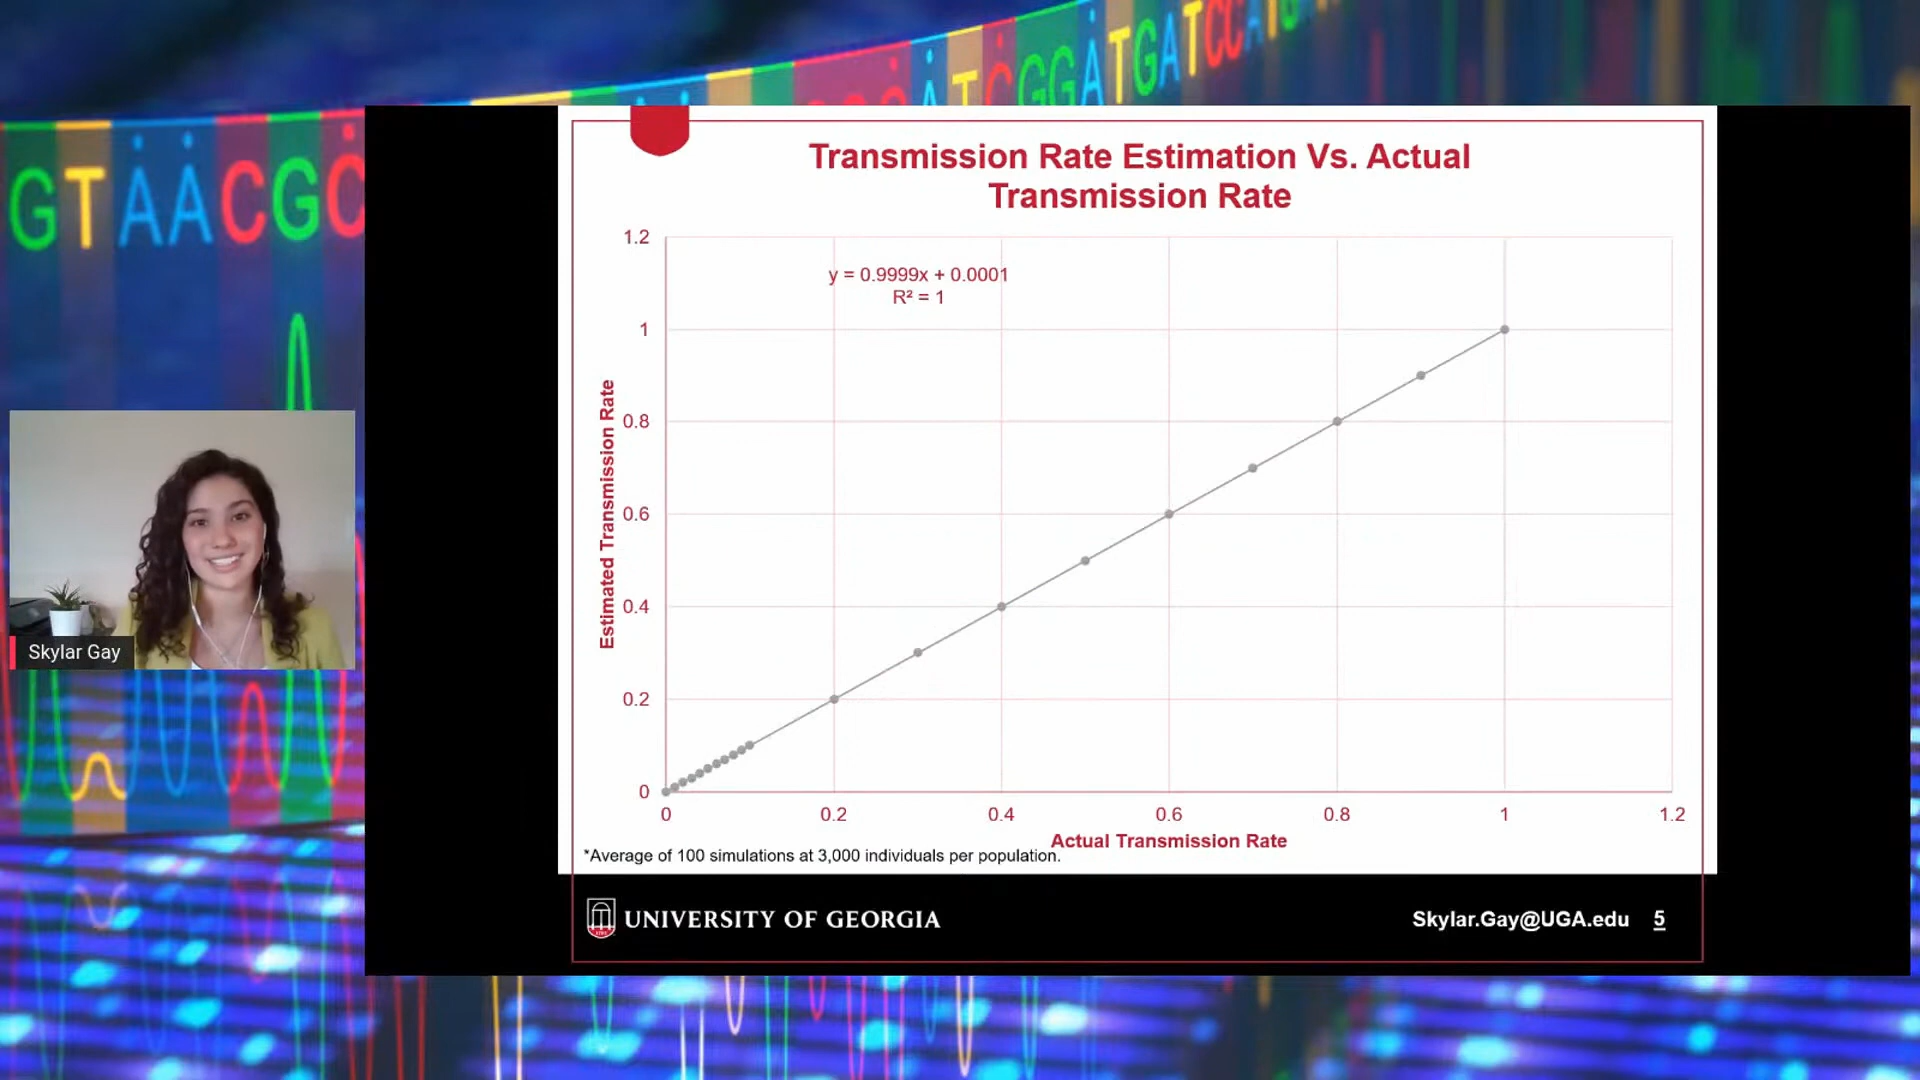 GTAACGC
ATCGGATGATCCATG
Transmission Rate Estimation Vs. Actual
Transmission Rate
y = 0.9999x + 0.0001
R² = 1
1.2
1
0.8
0.6
0.4
0.2
0
Estimated Transmission Rate
0 0.2 0.4 0.6 0.8 1 1.2
Actual Transmission Rate
*Average of 100 simulations at 3,000 individuals per population.
UNIVERSITY OF GEORGIA
Skylar.Gay@UGA.edu 5
Skylar Gay